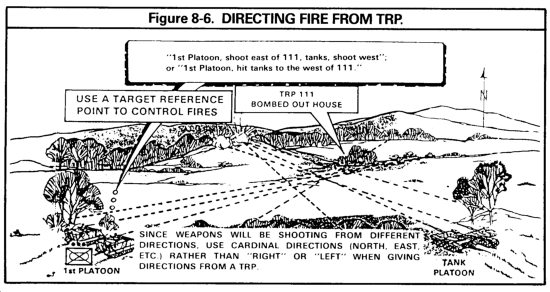 Figure 8-6. DIRECTING FIRE FROM TRP.
"1st Platoon, shoot east of 111, tanks, shoot west";
or "1st Platoon, hit tanks to the west of 111."
USE A TARGET REFERENCE
POINT TO CONTROL FIRES
TRP 111
BOMBED OUT HOUSE
N
SINCE WEAPONS WILL BE SHOOTING FROM DIFFERENT
DIRECTIONS, USE CARDINAL DIRECTIONS (NORTH, EAST,
ETC.) RATHER THAN "RIGHT" OR "LEFT" WHEN GIVING
DIRECTIONS FROM A TRP.
1st PLATOON
TANK
PLATOON